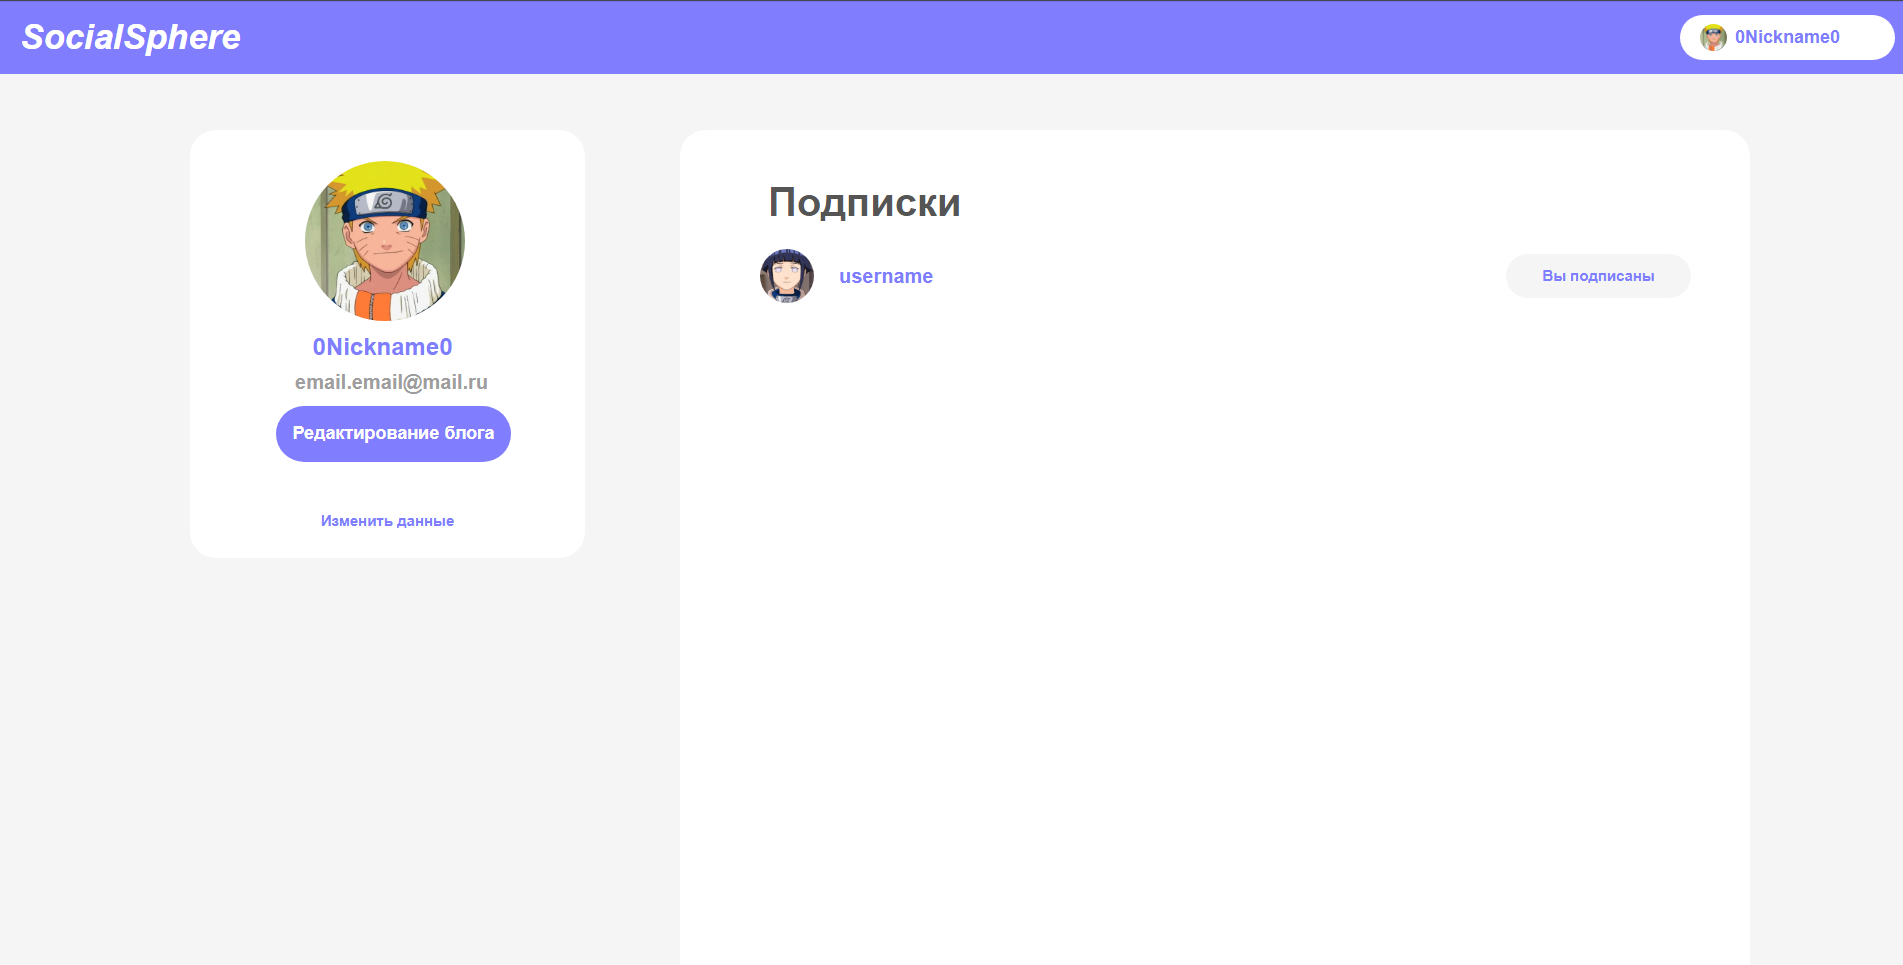 SocialSphere
0Nickname0
0Nickname0
email.email@mail.ru
Редактирование блога
Изменить данные
Подписки
username
Вы подписаны